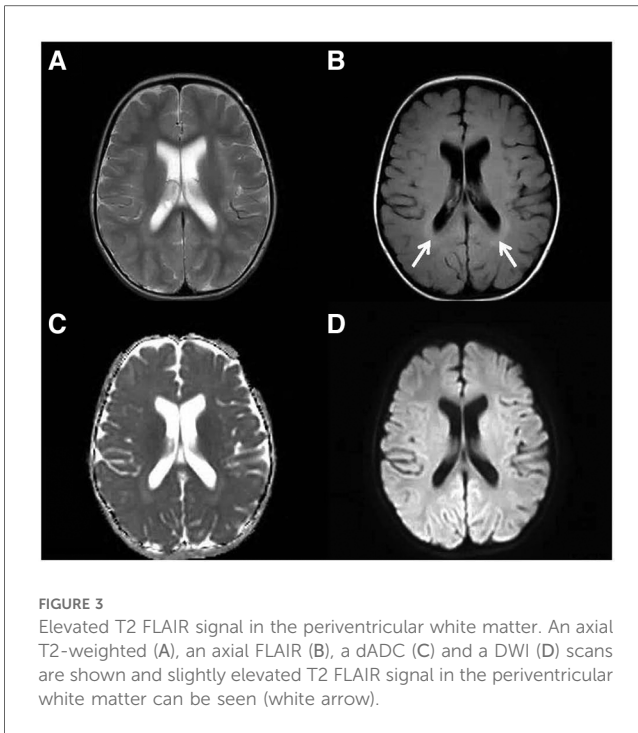 A
B
C
D
FIGURE 3
Elevated T2 FLAIR signal in the periventricular white matter. An axial
T2-weighted (A), an axial FLAIR (B), a dADC (C) and a DWI (D) scans
are shown and slightly elevated T2 FLAIR signal in the periventricular
white matter can be seen (white arrow).